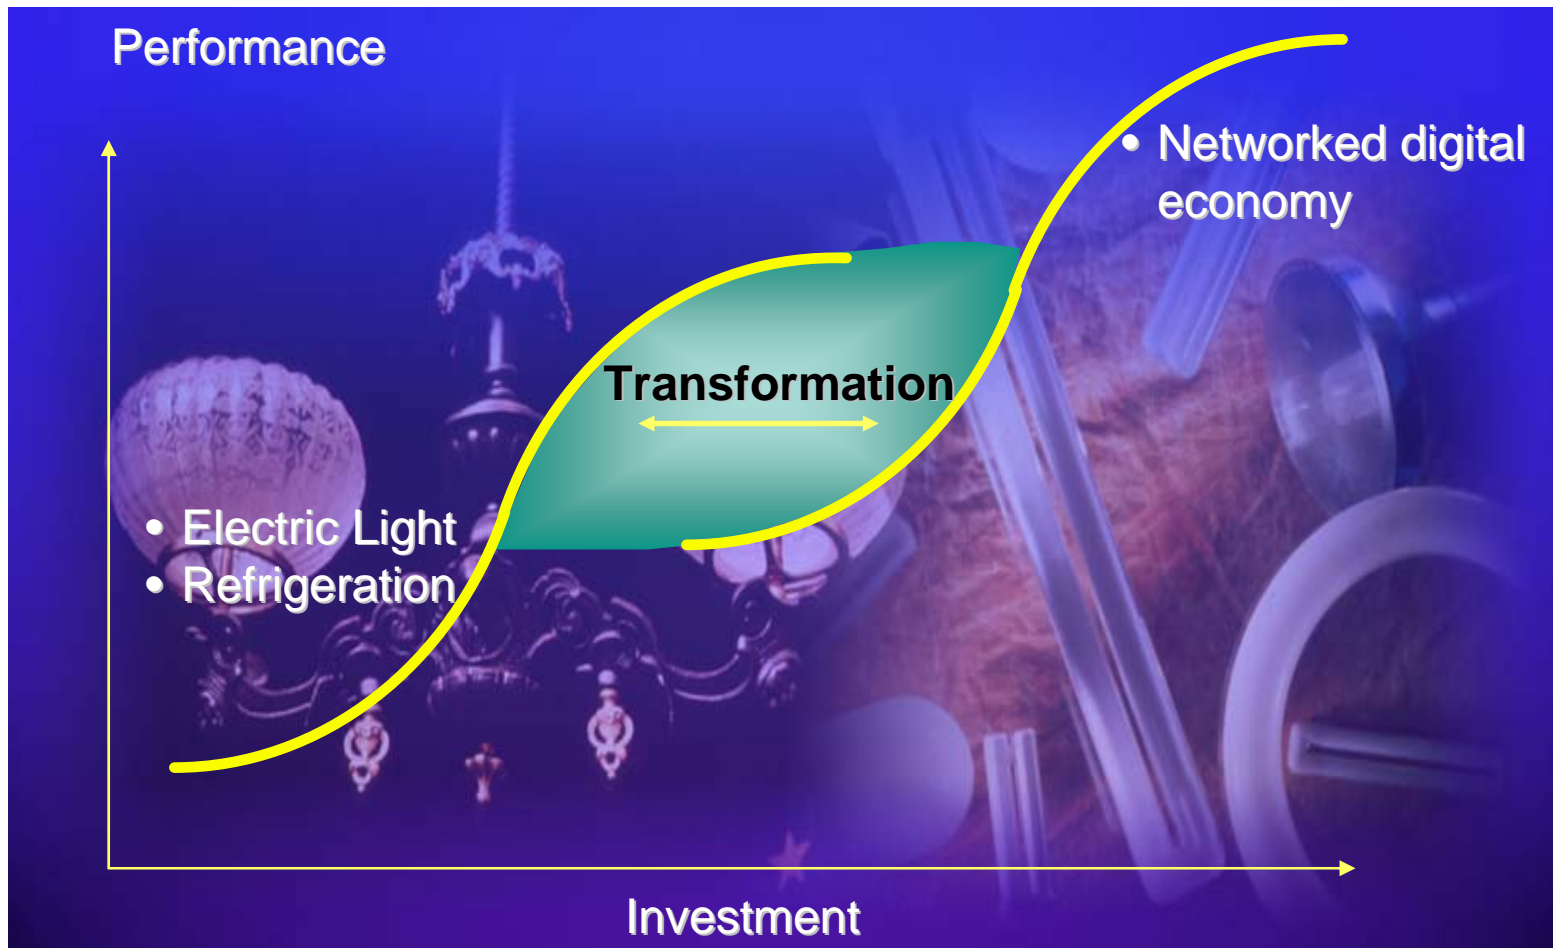 Performance
• Networked digital
economy
Transformation
• Electric Light
• Refrigeration
Investment